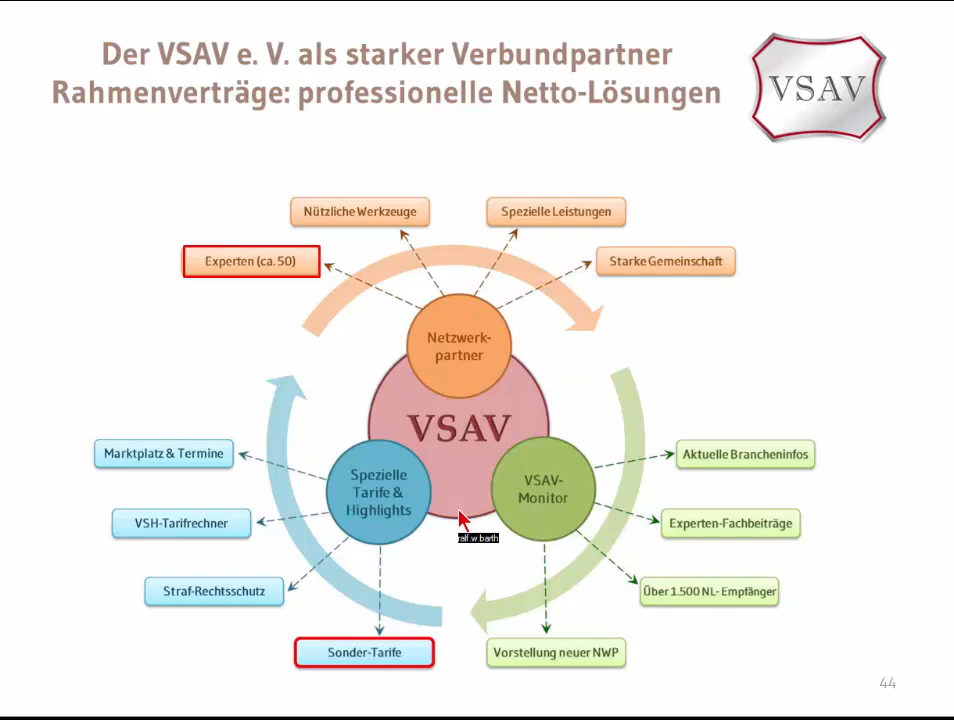 Der VSAV e. V. als starker Verbundpartner
Rahmenverträge: professionelle Netto-Lösungen
VSAV
Nützliche Werkzeuge
Spezielle Leistungen
Experten (ca. 50)
Starke Gemeinschaft
Netzwerk-
partner
VSAV
Marktplatz & Termine
Aktuelle Brancheninfos
Spezielle
Tarife &
Highlights
VSAV-
Monitor
VSH-Tarifrechner
Experten-Fachbeiträge
ralf.w.barth
Straf-Rechtsschutz
Über 1.500 NL- Empfänger
Sonder-Tarife
Vorstellung neuer NWP
44